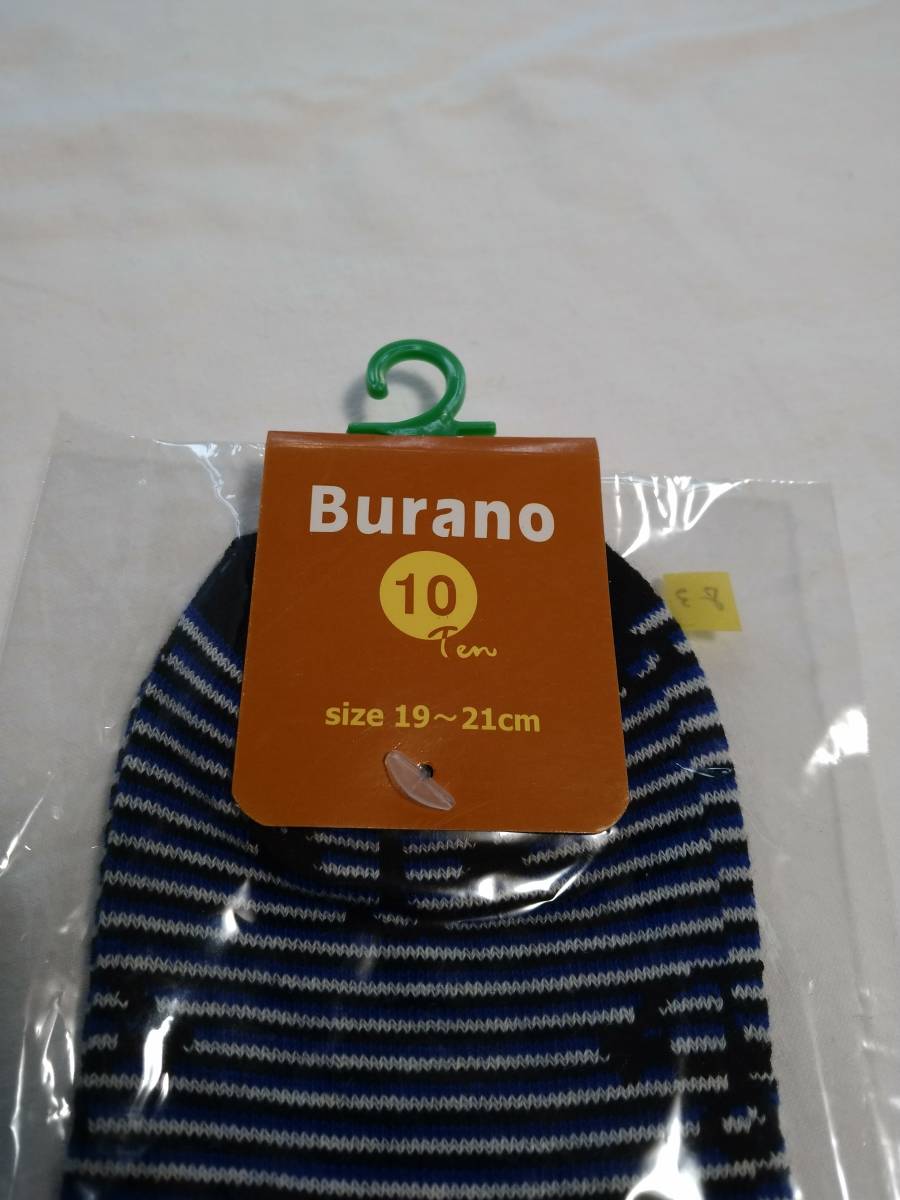 Burano
10
Ten
size 19～21cm